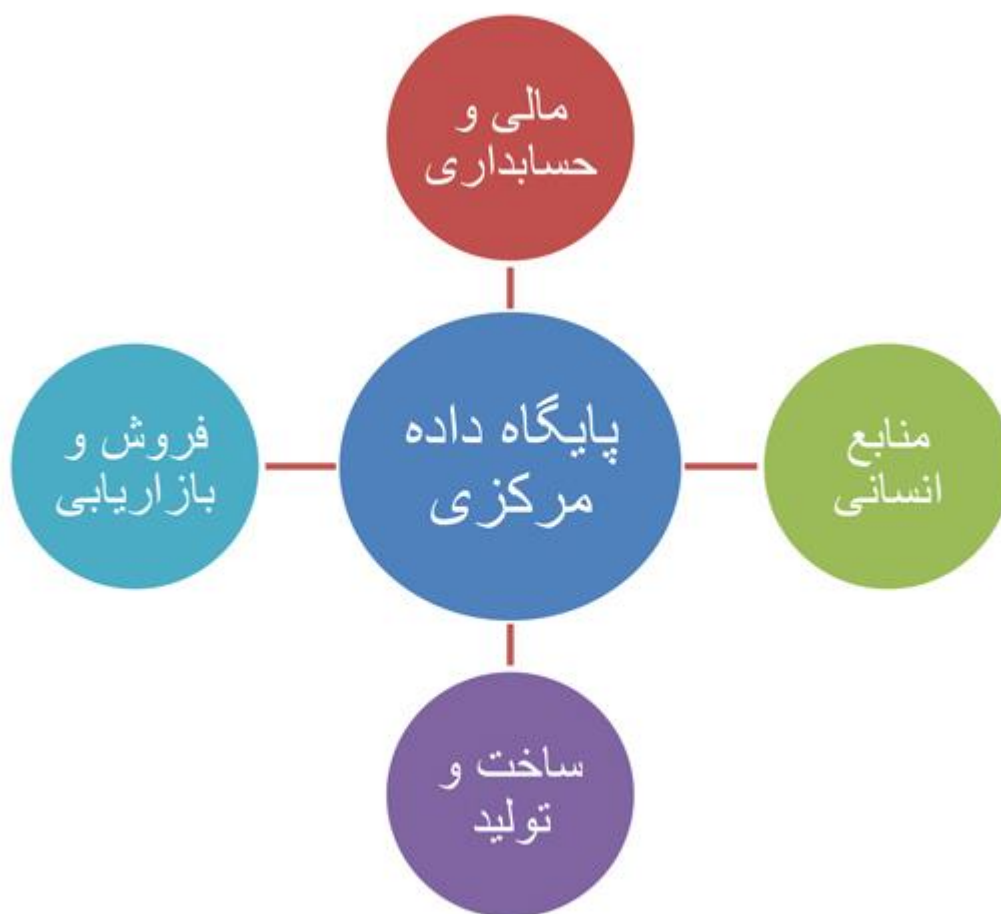 مالی و
حسابداری
پایگاه داده
مرکزی
منابع
انسانی
فروش و
بازاریابی
ساخت و
تولید